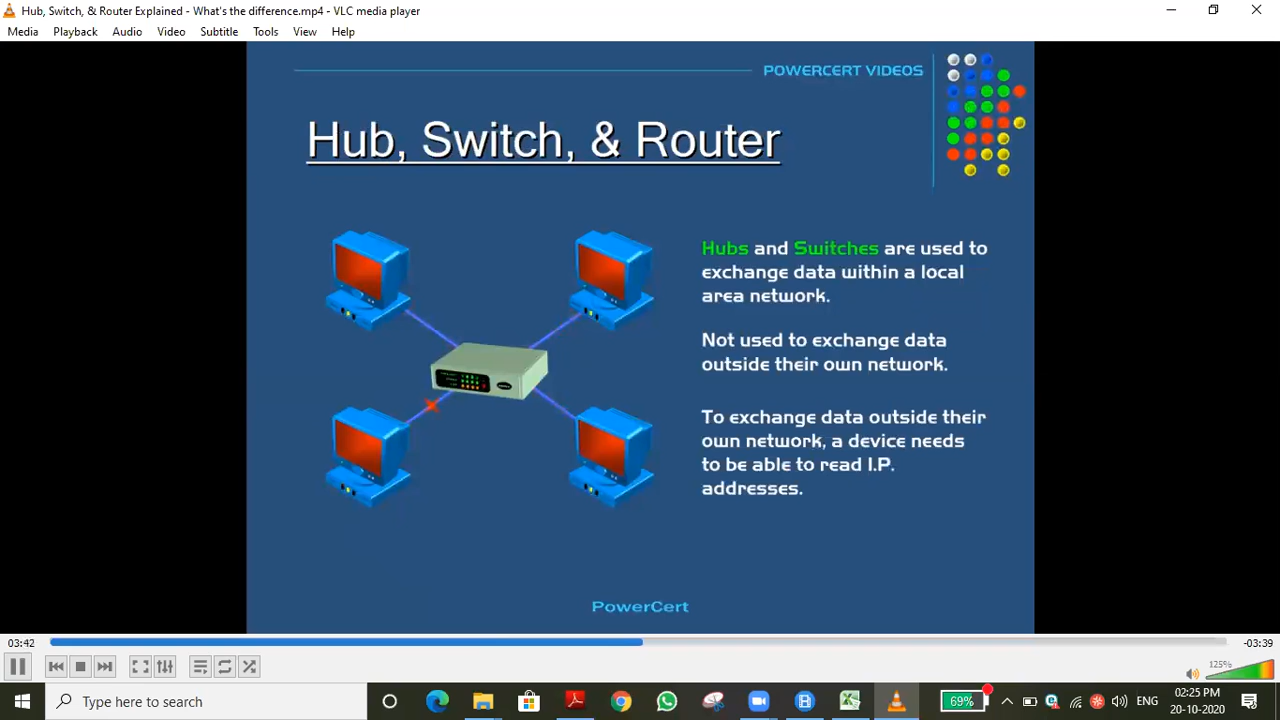 Hub, Switch, & Router Explained - What's the difference.mp4 - VLC media player
Media Playback Audio Video Subtitle Tools View Help
POWERCERT VIDEOS
Hub, Switch, & Router
Hubs and Switches are used to
exchange data within a local
area network.
Not used to exchange data
outside their own network.
To exchange data outside their
own network, a device needs
to be able to read I.P.
addresses.
PowerCert
03:42
-03:39
125%
Type here to search
69%
ENG
02:25 PM
20-10-2020